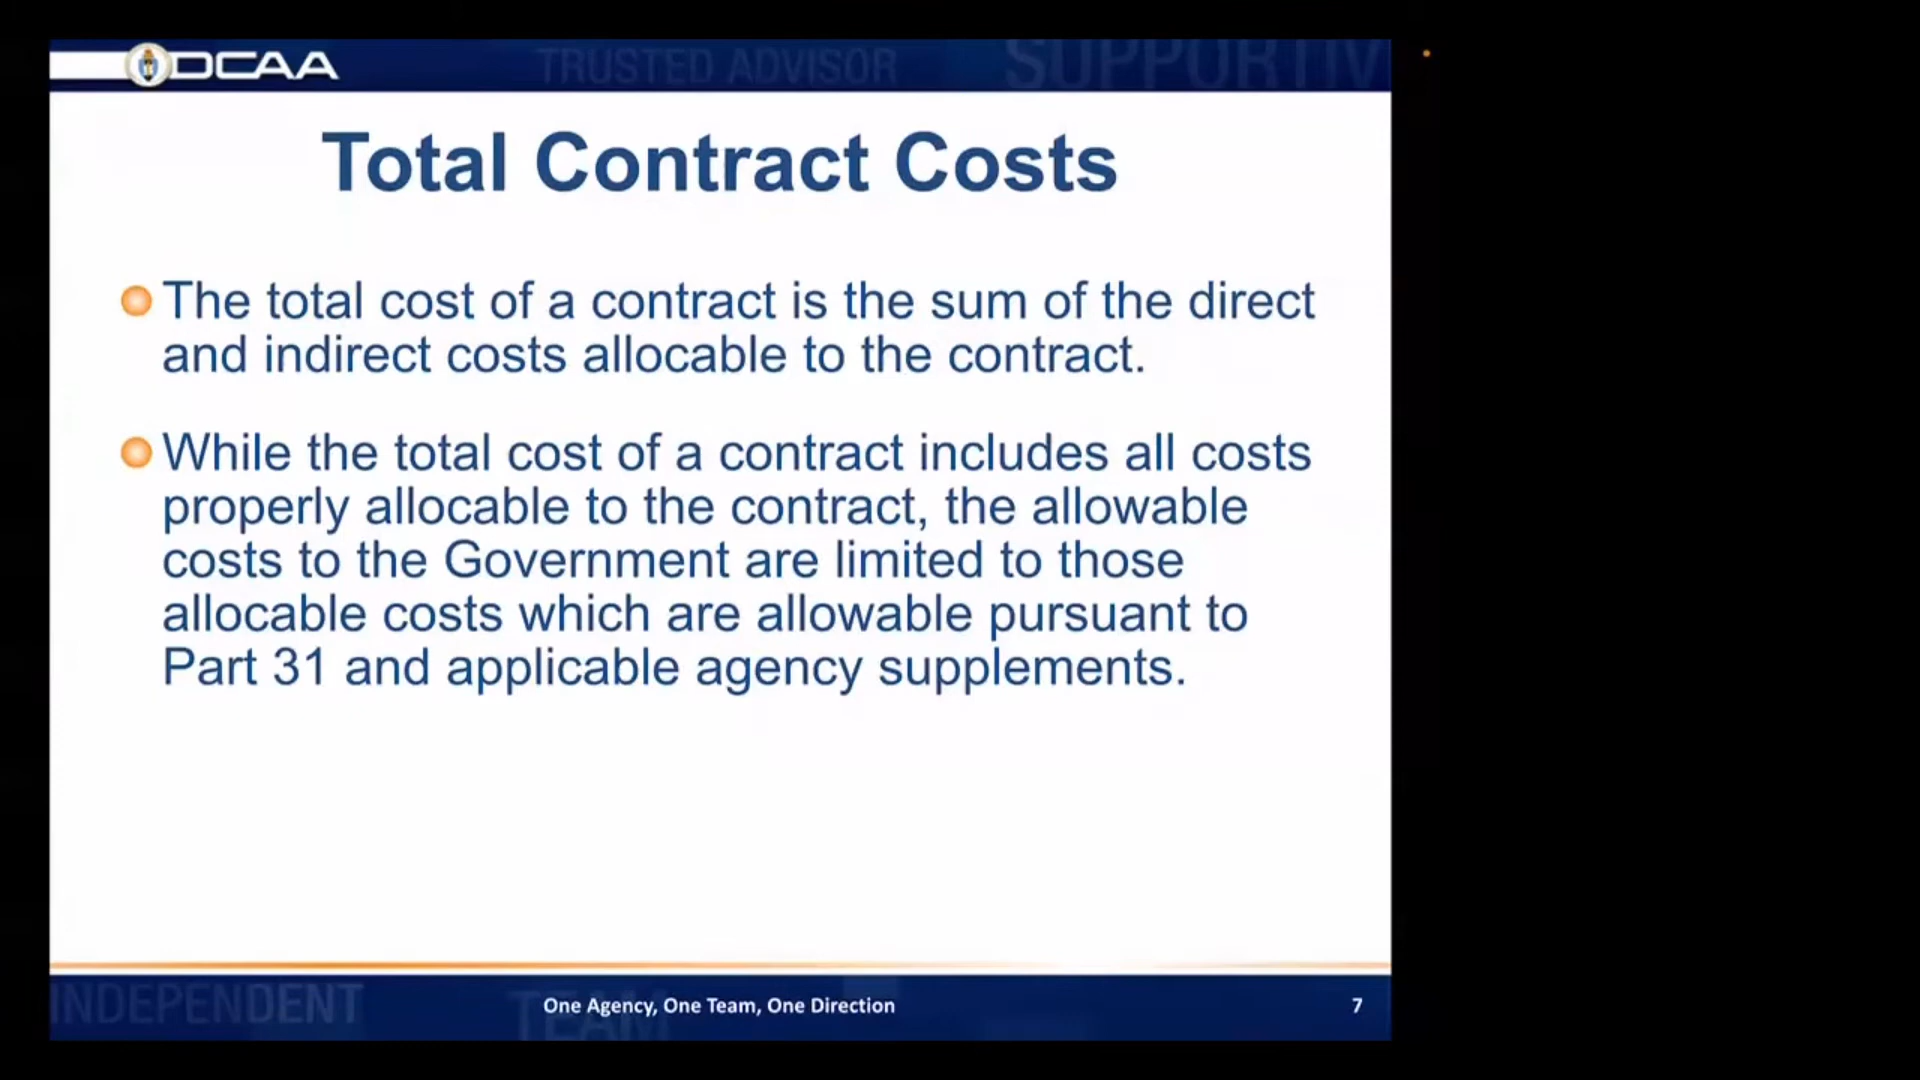 DCAA
TRUSTED ADVISOR
SUPPORTIV
Total Contract Costs
The total cost of a contract is the sum of the direct
and indirect costs allocable to the contract.
While the total cost of a contract includes all costs
properly allocable to the contract, the allowable
costs to the Government are limited to those
allocable costs which are allowable pursuant to
Part 31 and applicable agency supplements.
INDEPENDENT
TEAM
One Agency, One Team, One Direction
7